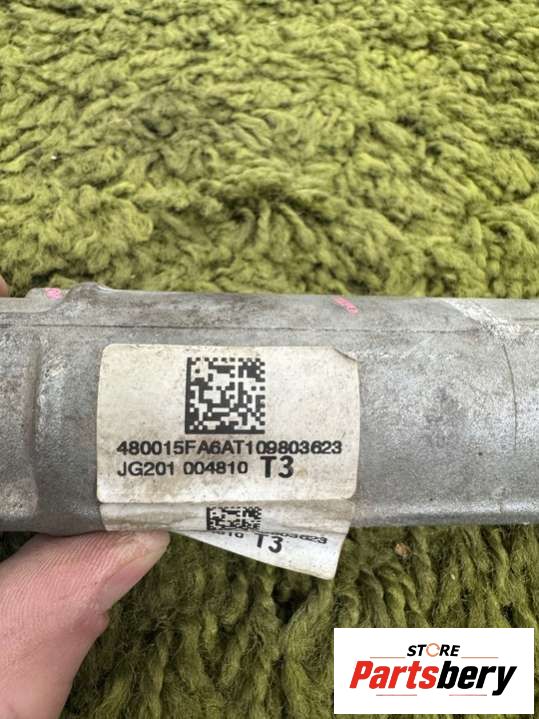 480015FA6AT109803623
JG201 004810 T3
T3
STORE
Partsbery